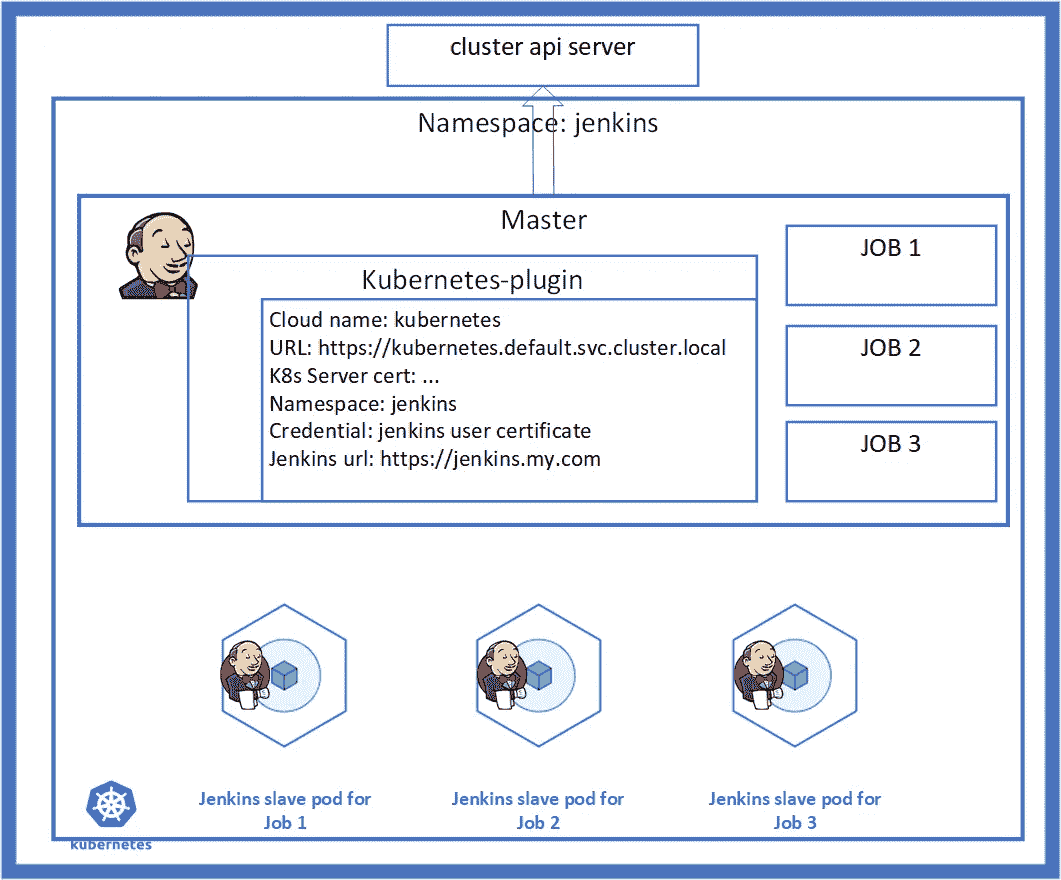 cluster api server
Namespace: jenkins
Master
Kubernetes-plugin
Cloud name: kubernetes
URL: https://kubernetes.default.svc.cluster.local
K8s Server cert: ...
Namespace: jenkins
Credential: jenkins user certificate
Jenkins url: https://jenkins.my.com
JOB 1
JOB 2
JOB 3
Jenkins slave pod for
Job 1
Jenkins slave pod for
Job 2
Jenkins slave pod for
Job 3
kubernetes